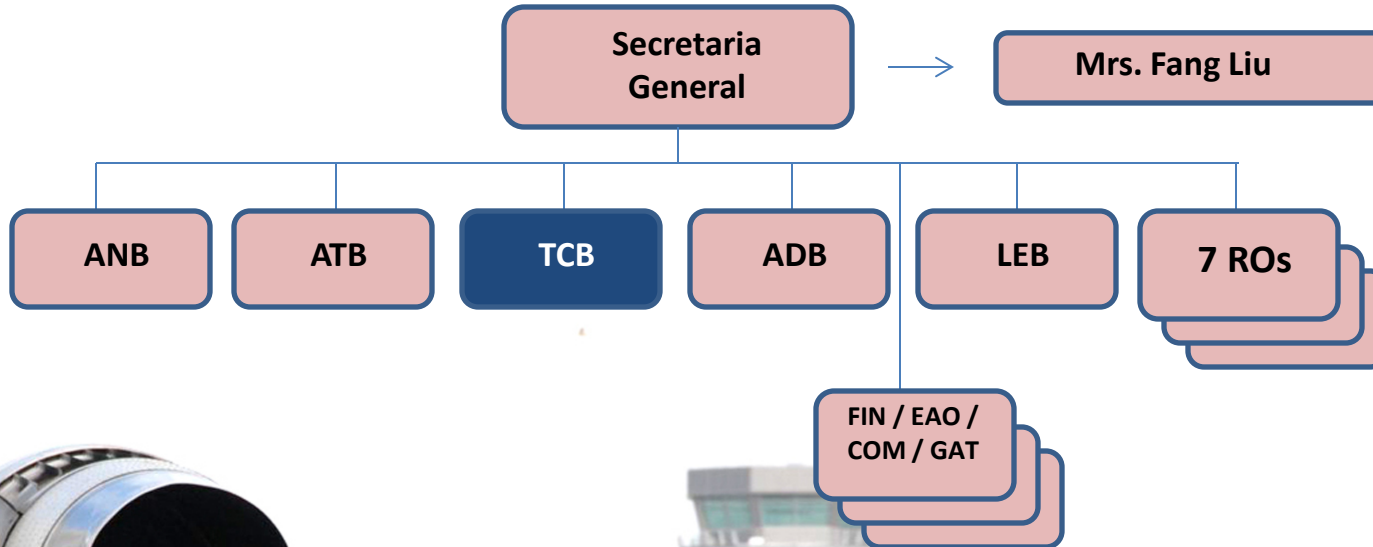 Secretaria
General
Mrs. Fang Liu
ANB
ATB
TCB
ADB
LEB
7 ROs
FIN / EAO /
COM / GAT